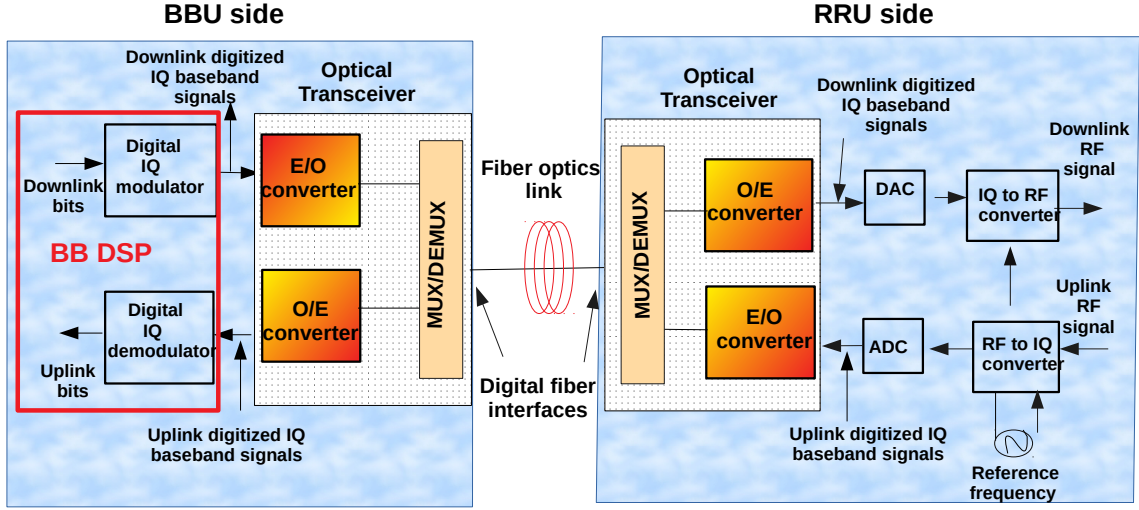 BBU side
RRU side
Downlink digitized
IQ baseband
signals
Optical
Transceiver
Digital
IQ
modulator
Downlink
bits
E/O
converter
BB DSP
MUX/DEMUX
O/E
converter
Digital
IQ
demodulator
Uplink
bits
Uplink digitized IQ
baseband signals
Fiber optics
link
Digital fiber
interfaces
Optical
Transceiver
Downlink digitized
IQ baseband
signals
MUX/DEMUX
O/E
converter
DAC
IQ to RF
converter
Downlink
RF
signal
E/O
converter
ADC
RF to IQ
converter
Uplink
RF
signal
Uplink digitized IQ
baseband signals
Reference
frequency